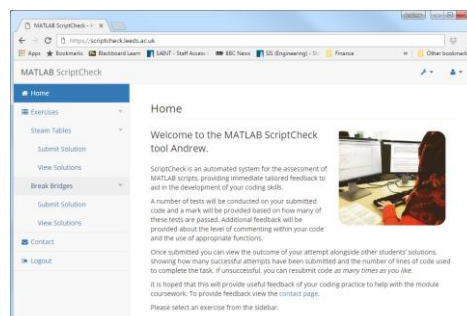 MATLAB ScriptCheck -
https://scriptcheck.leeds.ac.uk
Apps Bookmarks Blackboard Learn SAINT - Staff Access BBC News SIS (Engineering) - Finance Other bookmarks
MATLAB ScriptCheck
Home
Exercises
Steam Tables
Submit Solution
View Solutions
Break Bridges
Submit Solution
View Solutions
Contact
Logout
Home
Welcome to the MATLAB ScriptCheck
tool Andrew.
ScriptCheck is an automated system for the assessment of
MATLAB scripts, providing immediate tailored feedback to
aid in the development of your coding skills.
A number of tests will be conducted on your submitted
code and a mark will be provided based on how many of
these tests are passed. Additional feedback will be
provided about the level of commenting within your code
and the use of appropriate functions.
Once submitted you can view the outcome of your attempt alongside other students' solutions,
showing how many successful attempts have been submitted and the number of lines of code used
to complete the task. If unsuccessful, you can resubmit code as many times as you like.
It is hoped that this will provide useful feedback of your coding practice to help with the module
coursework. To provide feedback view the contact page.
Please select an exercise from the sidebar.